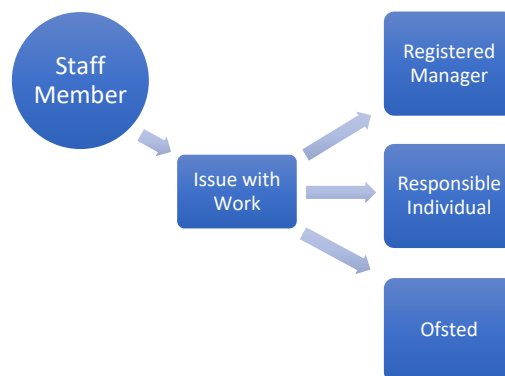 Staff
Member
Issue with
Work
Registered
Manager
Responsible
Individual
Ofsted